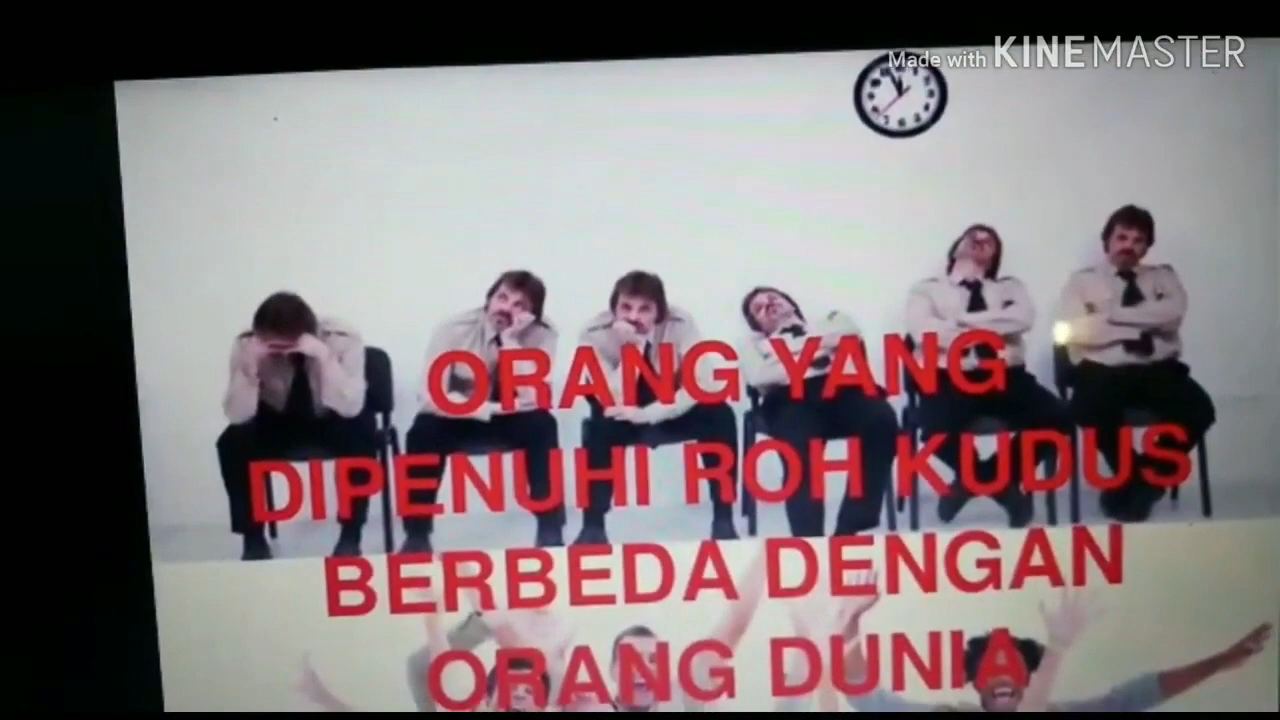 Made with KINEMASTER
ORANG YANG
DIPENUHI ROH KUDUS
BERBEDA DENGAN
ORANG DUNIA